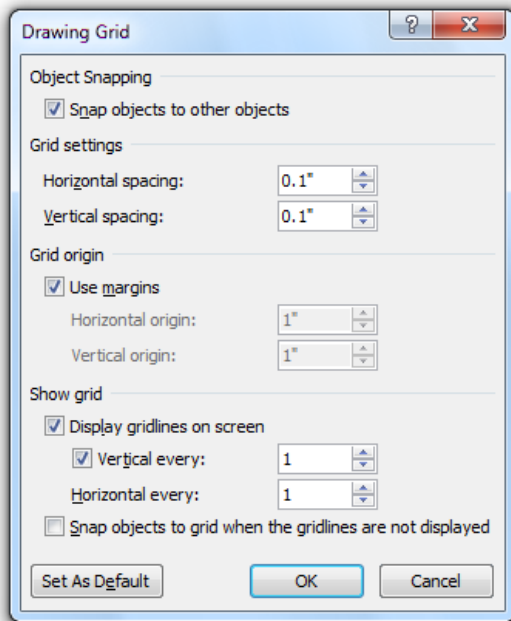 Drawing Grid
?
Object Snapping
Snap objects to other objects
Grid settings
Horizontal spacing: 0.1"
Vertical spacing: 0.1"
Grid origin
Use margins
Horizontal origin: 1"
Vertical origin: 1"
Show grid
Display gridlines on screen
Vertical every: 1
Horizontal every: 1
Snap objects to grid when the gridlines are not displayed
Set As Default OK Cancel